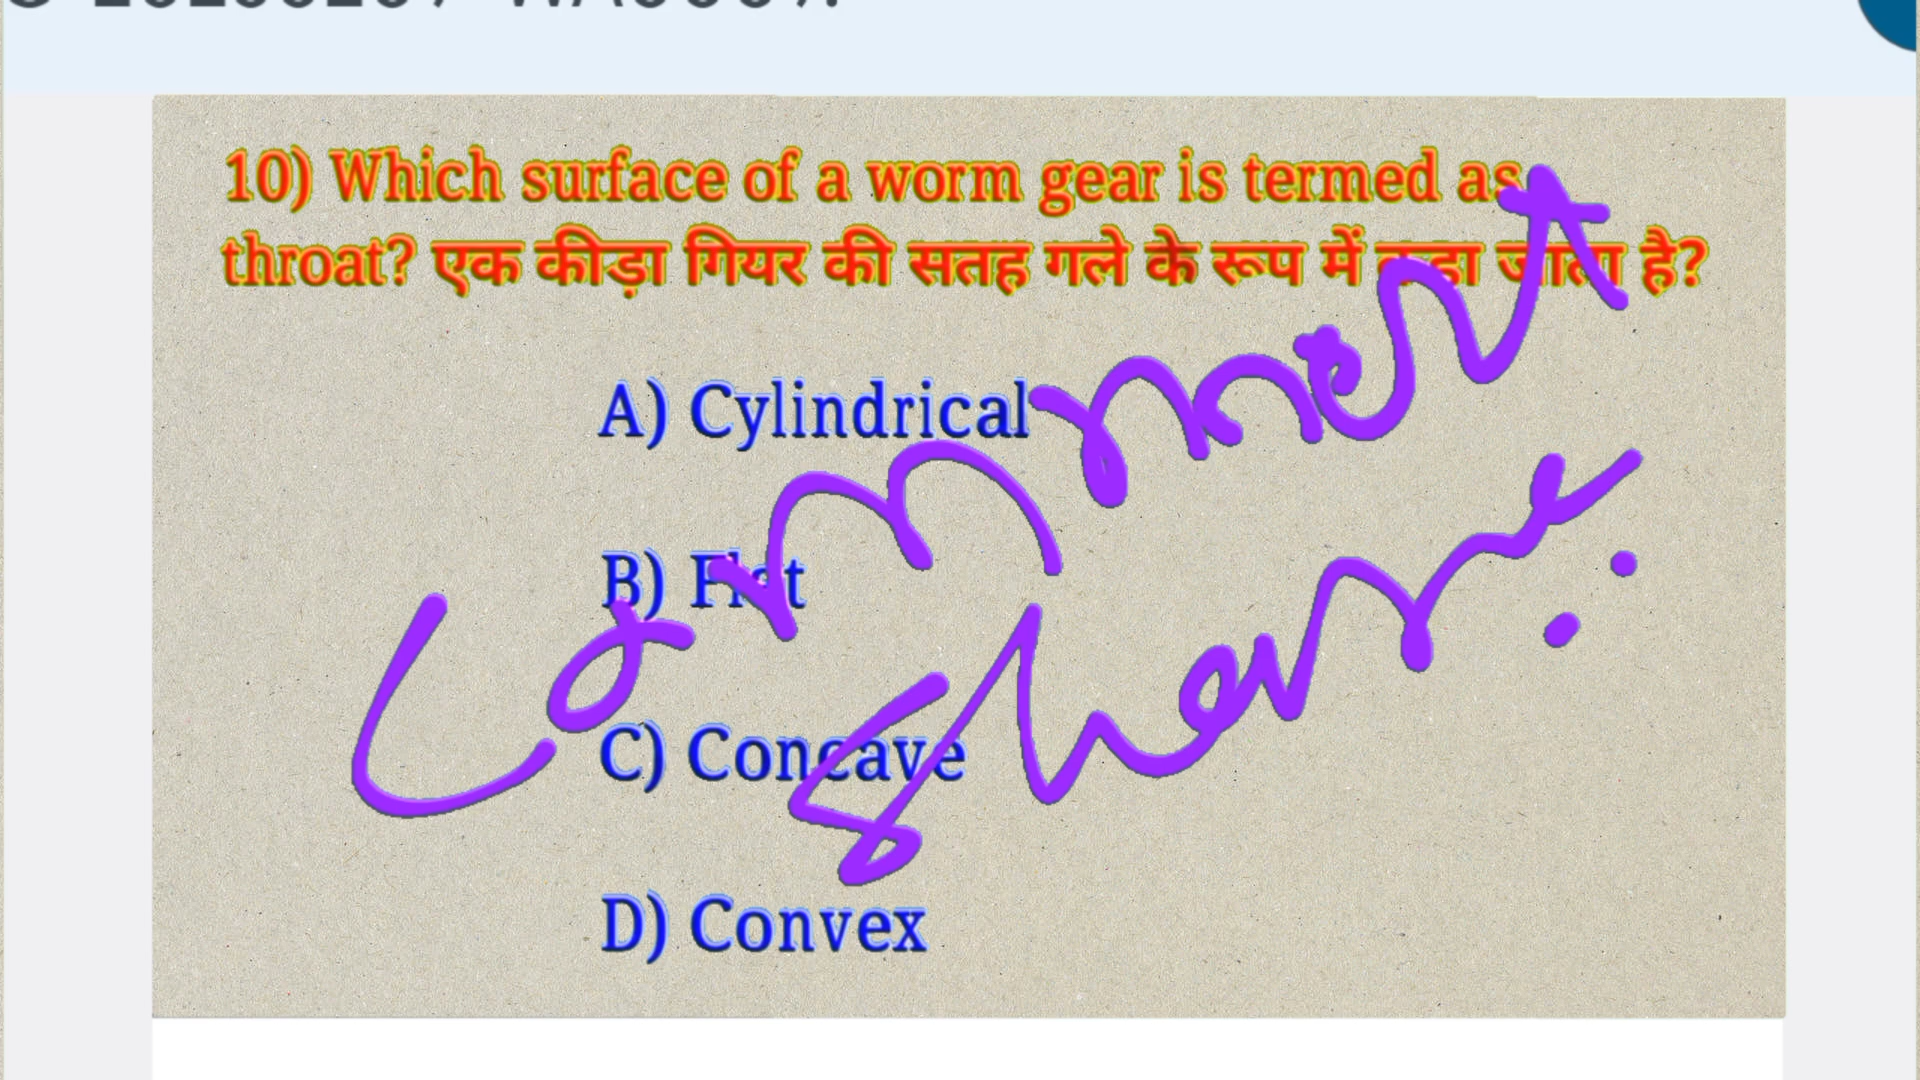 10) Which surface of a worm gear is termed as
throat? एक कीड़ा गियर की सतह गले के रूप में कहा जाता है?
A) Cylindrical
B) Flat
C) Concave
D) Convex
Comment
Share